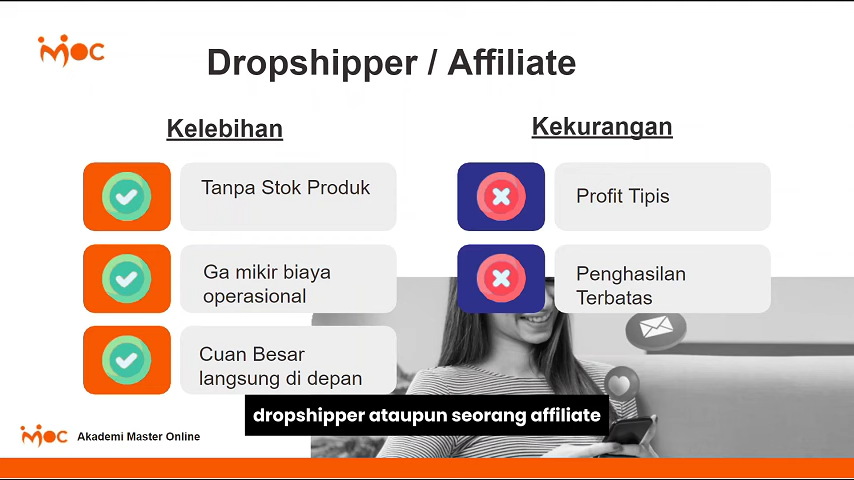 MOC
Dropshipper / Affiliate
Kelebihan
Tanpa Stok Produk
Ga mikir biaya
operasional
Cuan Besar
langsung di depan
Kekurangan
Profit Tipis
Penghasilan
Terbatas
dropshipper ataupun seorang affiliate
MOC Akademi Master Online